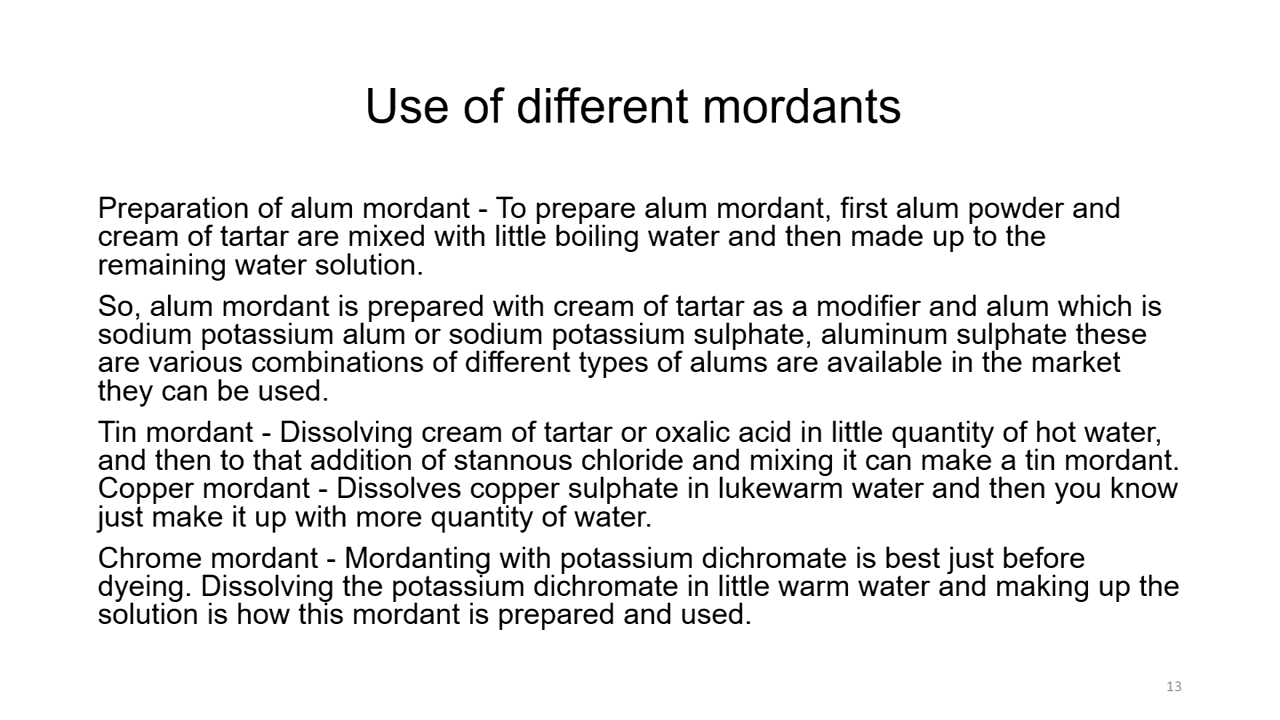 Use of different mordants
Preparation of alum mordant - To prepare alum mordant, first alum powder and
cream of tartar are mixed with little boiling water and then made up to the
remaining water solution.
So, alum mordant is prepared with cream of tartar as a modifier and alum which is
sodium potassium alum or sodium potassium sulphate, aluminum sulphate these
are various combinations of different types of alums are available in the market
they can be used.
Tin mordant - Dissolving cream of tartar or oxalic acid in little quantity of hot water,
and then to that addition of stannous chloride and mixing it can make a tin mordant.
Copper mordant - Dissolves copper sulphate in lukewarm water and then you know
just make it up with more quantity of water.
Chrome mordant - Mordanting with potassium dichromate is best just before
dyeing. Dissolving the potassium dichromate in little warm water and making up the
solution is how this mordant is prepared and used.
13